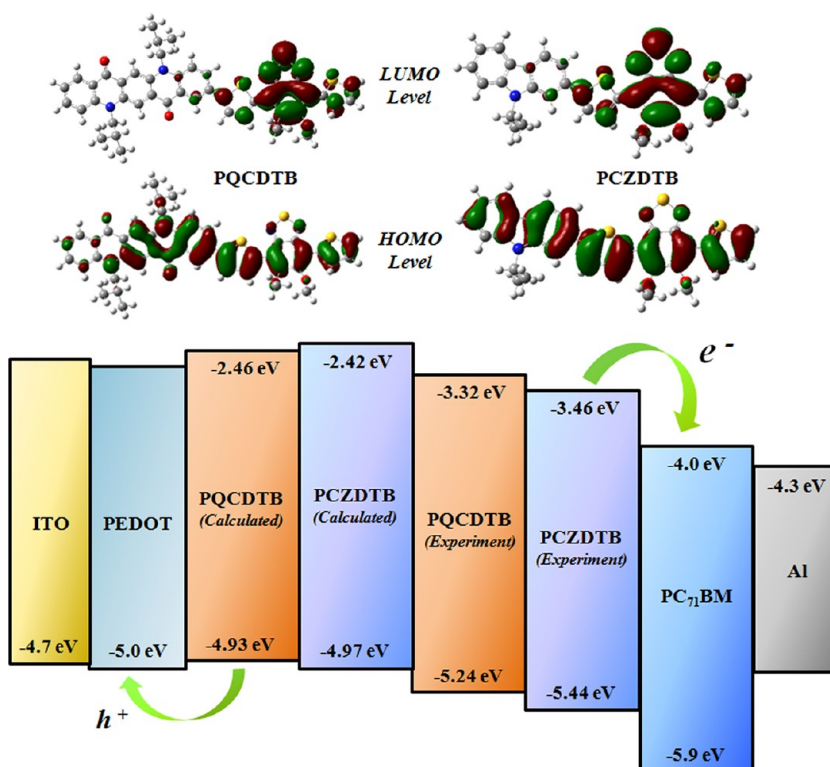 LUMO
Level
PQCDTB
PCZDTB
HOMO
Level
e -
-2.46 eV
-2.42 eV
-3.32 eV
-3.46 eV
-4.0 eV
-4.3 eV
ITO
PEDOT
PQCDTB
(Calculated)
PCZDTB
(Calculated)
PQCDTB
(Experiment)
PCZDTB
(Experiment)
PC₇₁BM
Al
-4.7 eV
-5.0 eV
-4.93 eV
-4.97 eV
-5.24 eV
-5.44 eV
-5.9 eV
h +